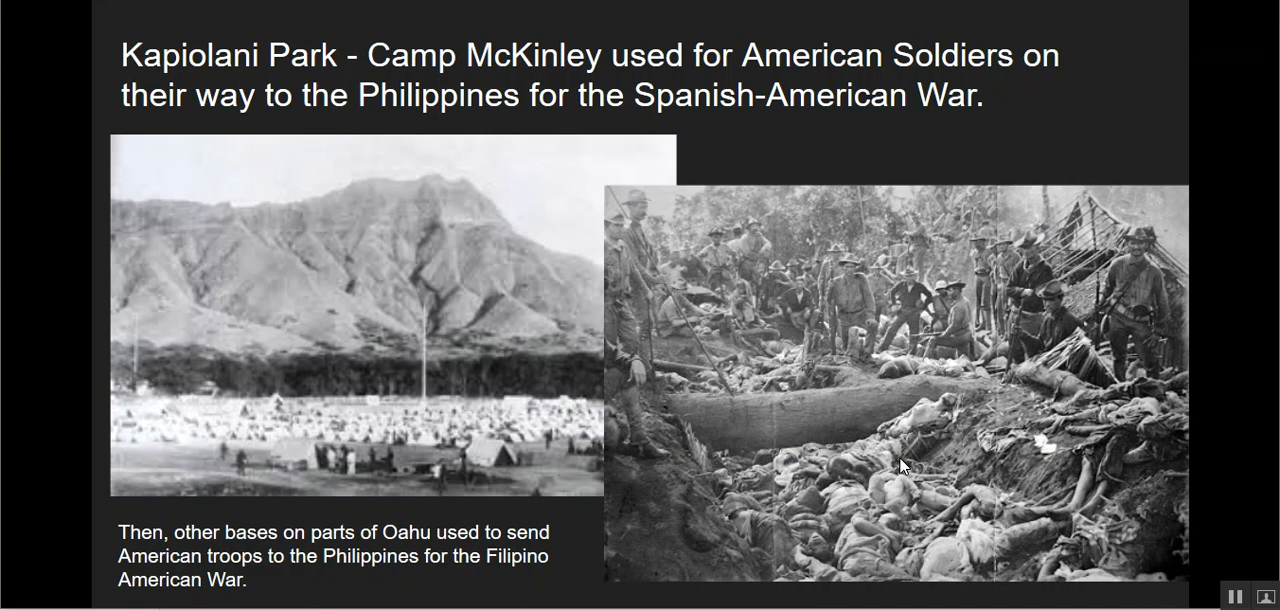 Kapiolani Park - Camp McKinley used for American Soldiers on
their way to the Philippines for the Spanish-American War.
Then, other bases on parts of Oahu used to send
American troops to the Philippines for the Filipino
American War.